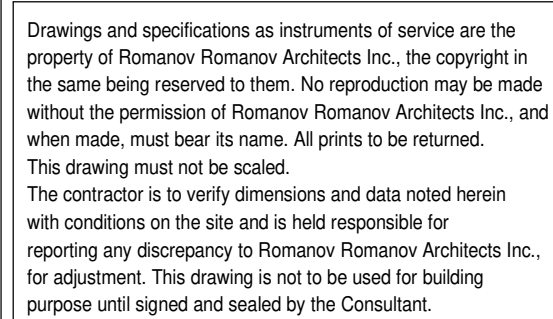 Drawings and specifications as instruments of service are the
property of Romanov Romanov Architects Inc., the copyright in
the same being reserved to them. No reproduction may be made
without the permission of Romanov Romanov Architects Inc., and
when made, must bear its name. All prints to be returned.
This drawing must not be scaled.
The contractor is to verify dimensions and data noted herein
with conditions on the site and is held responsible for
reporting any discrepancy to Romanov Romanov Architects Inc.,
for adjustment. This drawing is not to be used for building
purpose until signed and sealed by the Consultant.